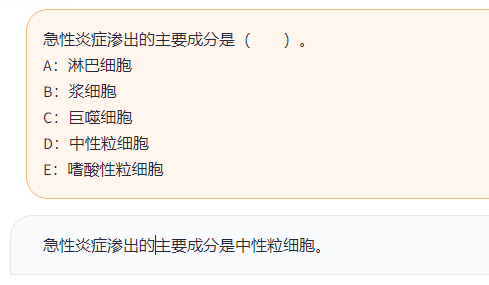 急性炎症渗出的主要成分是（　　）。
A：淋巴细胞
B：浆细胞
C：巨噬细胞
D：中性粒细胞
E：嗜酸性粒细胞
急性炎症渗出的主要成分是中性粒细胞。